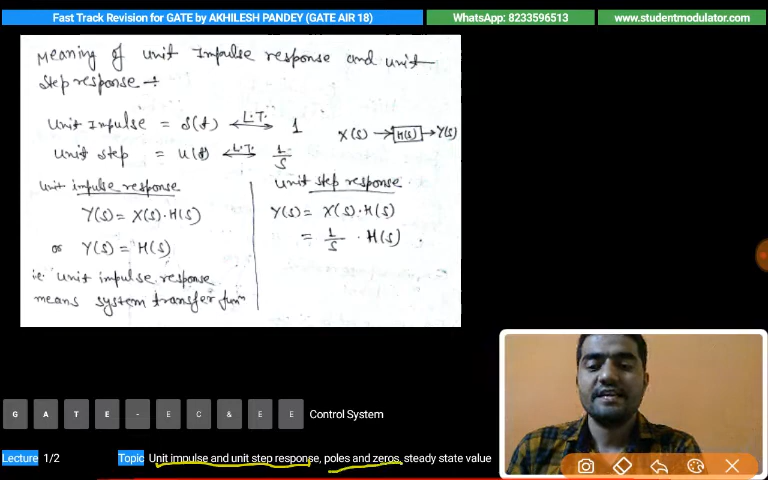 Fast Track Revision for GATE by AKHILESH PANDEY (GATE AIR 18)
WhatsApp: 8233596513
www.studentmodulator.com
Meaning of unit Impulse response and unit
step response ÷
Unit Impulse = δ(t) ⟷ L.T. 1
Unit step = u(t) ⟷ L.T. 1/S
X(S) → H(S) → Y(S)
Unit impulse response
Y(S) = X(S)·H(S)
or Y(S) = H(S)
i.e. Unit impulse response
means system transfer funⁿ
Unit step response
Y(S) = X(S)·H(S)
= 1/S · H(S)
G A T E - E C & E E Control System
Lecture 1/2 Topic Unit impulse and unit step response, poles and zeros, steady state value